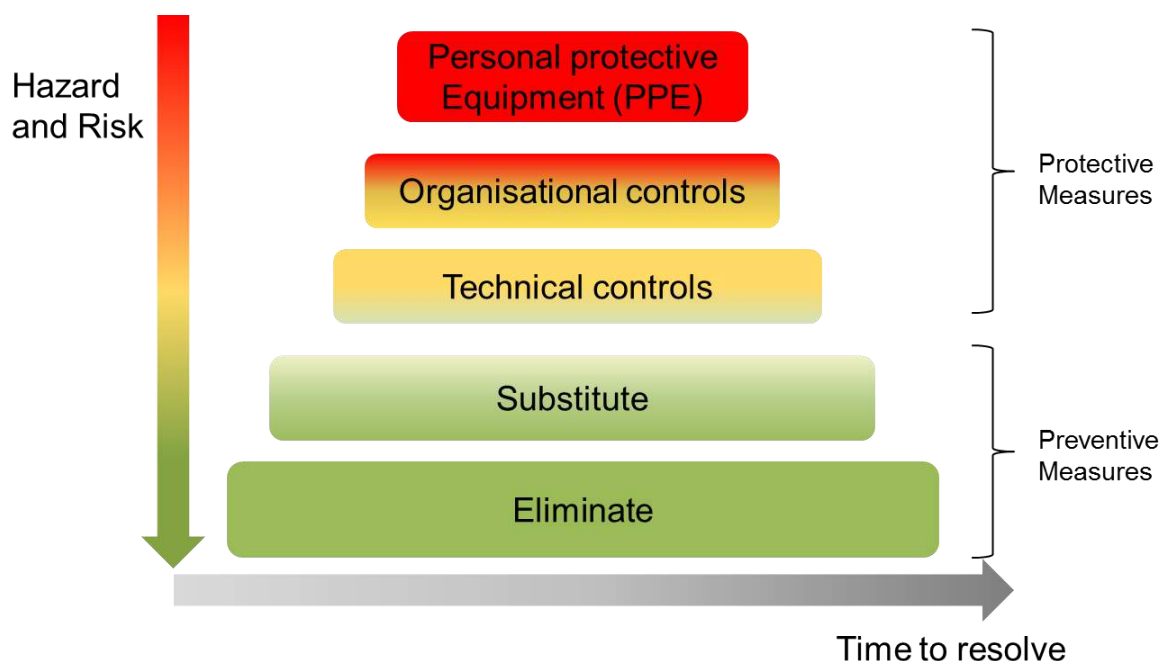 Hazard
and Risk
Personal protective
Equipment (PPE)
Organisational controls
Technical controls
Substitute
Eliminate
Protective
Measures
Preventive
Measures
Time to resolve